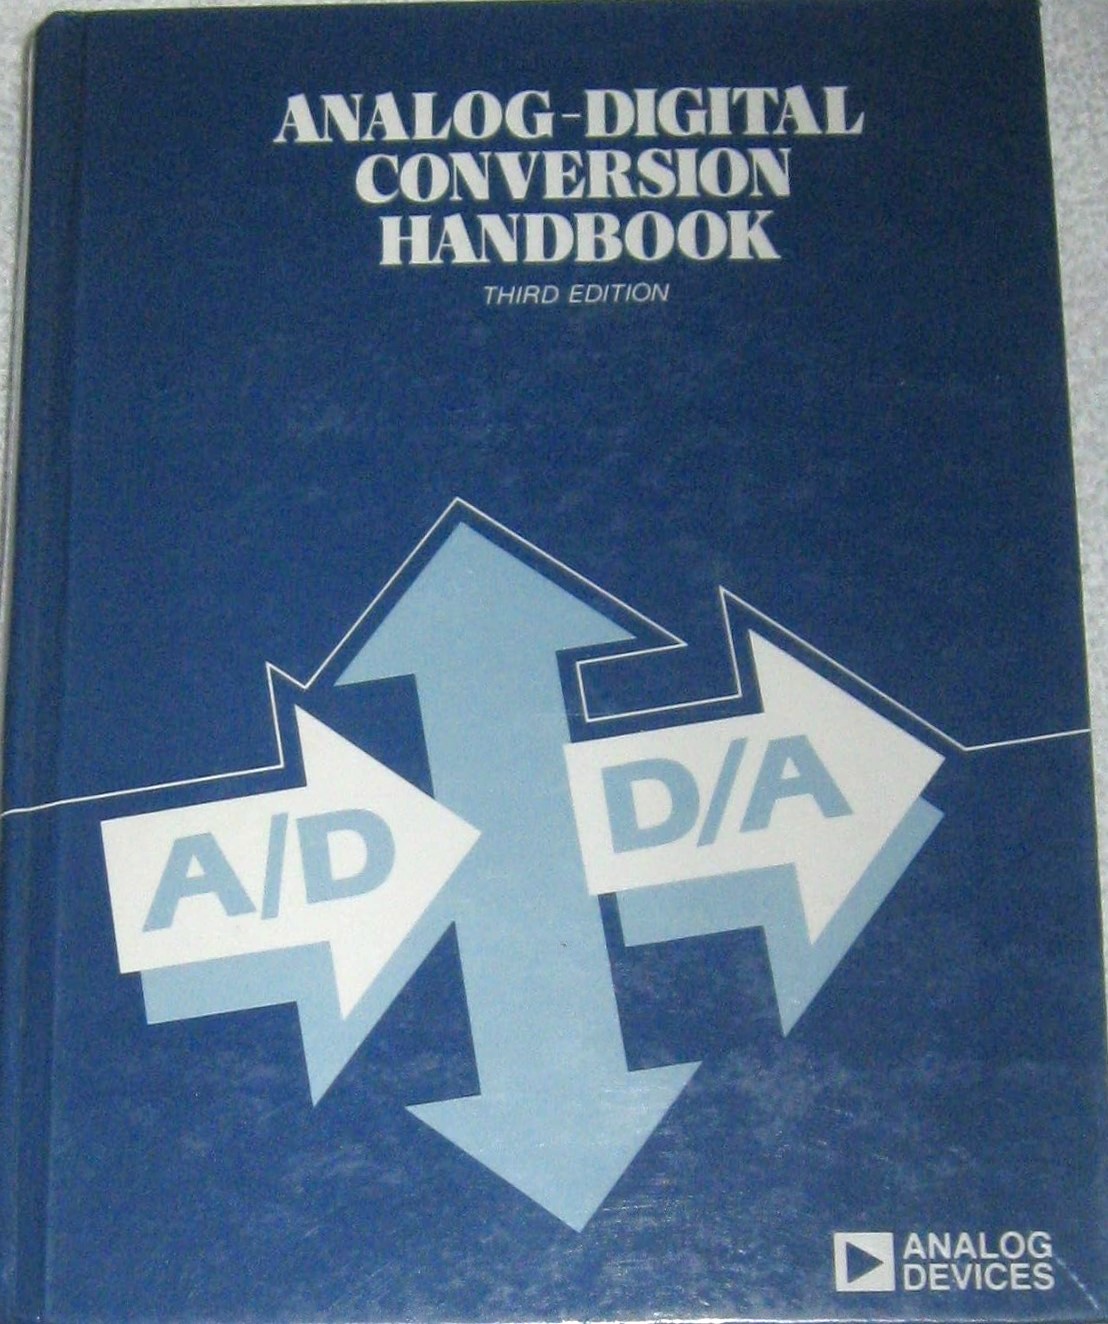 ANALOG-DIGITAL
CONVERSION
HANDBOOK
THIRD EDITION
A/D
D/A
ANALOG
DEVICES